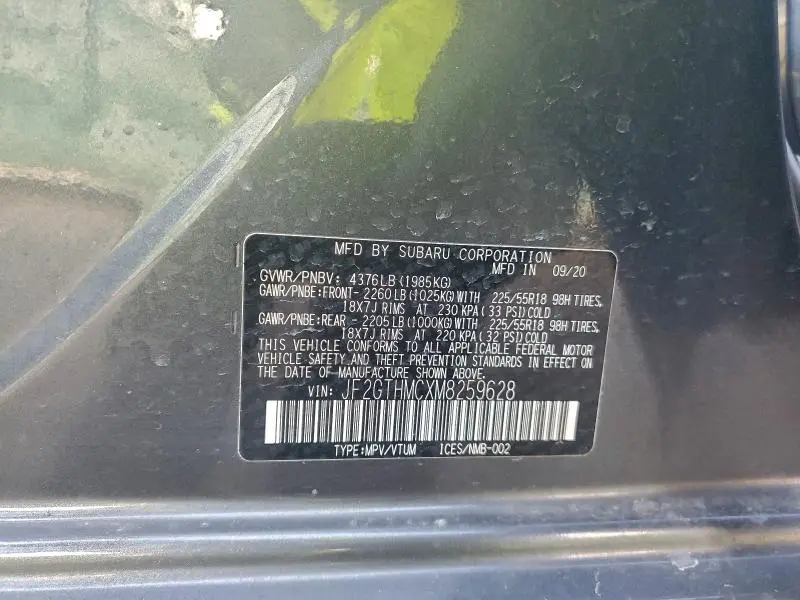 MFD BY SUBARU CORPORATION
MFD IN 09/20
GVWR/PNBV: 4376LB(1985KG)
GAWR/PNBE:FRONT-2260LB(1025KG)WITH 225/55R18 98H TIRES,
18X7J RIMS AT 230 KPA(33 PSI)COLD
GAWR/PNBE:REAR -2205LB(1000KG)WITH 225/55R18 98H TIRES,
18X7J RIMS AT 220 KPA(32 PSI)COLD
THIS VEHICLE CONFORMS TO ALL APPLICABLE FEDERAL MOTOR
VEHICLE SAFETY AND THEFT PREVENTION STANDARDS IN EFFECT ON
THE DATE OF MANUFACTURE SHOWN ABOVE.
VIN: JF2GTHMCXM8259628
TYPE:MPV/VTUM ICES/NMB-002